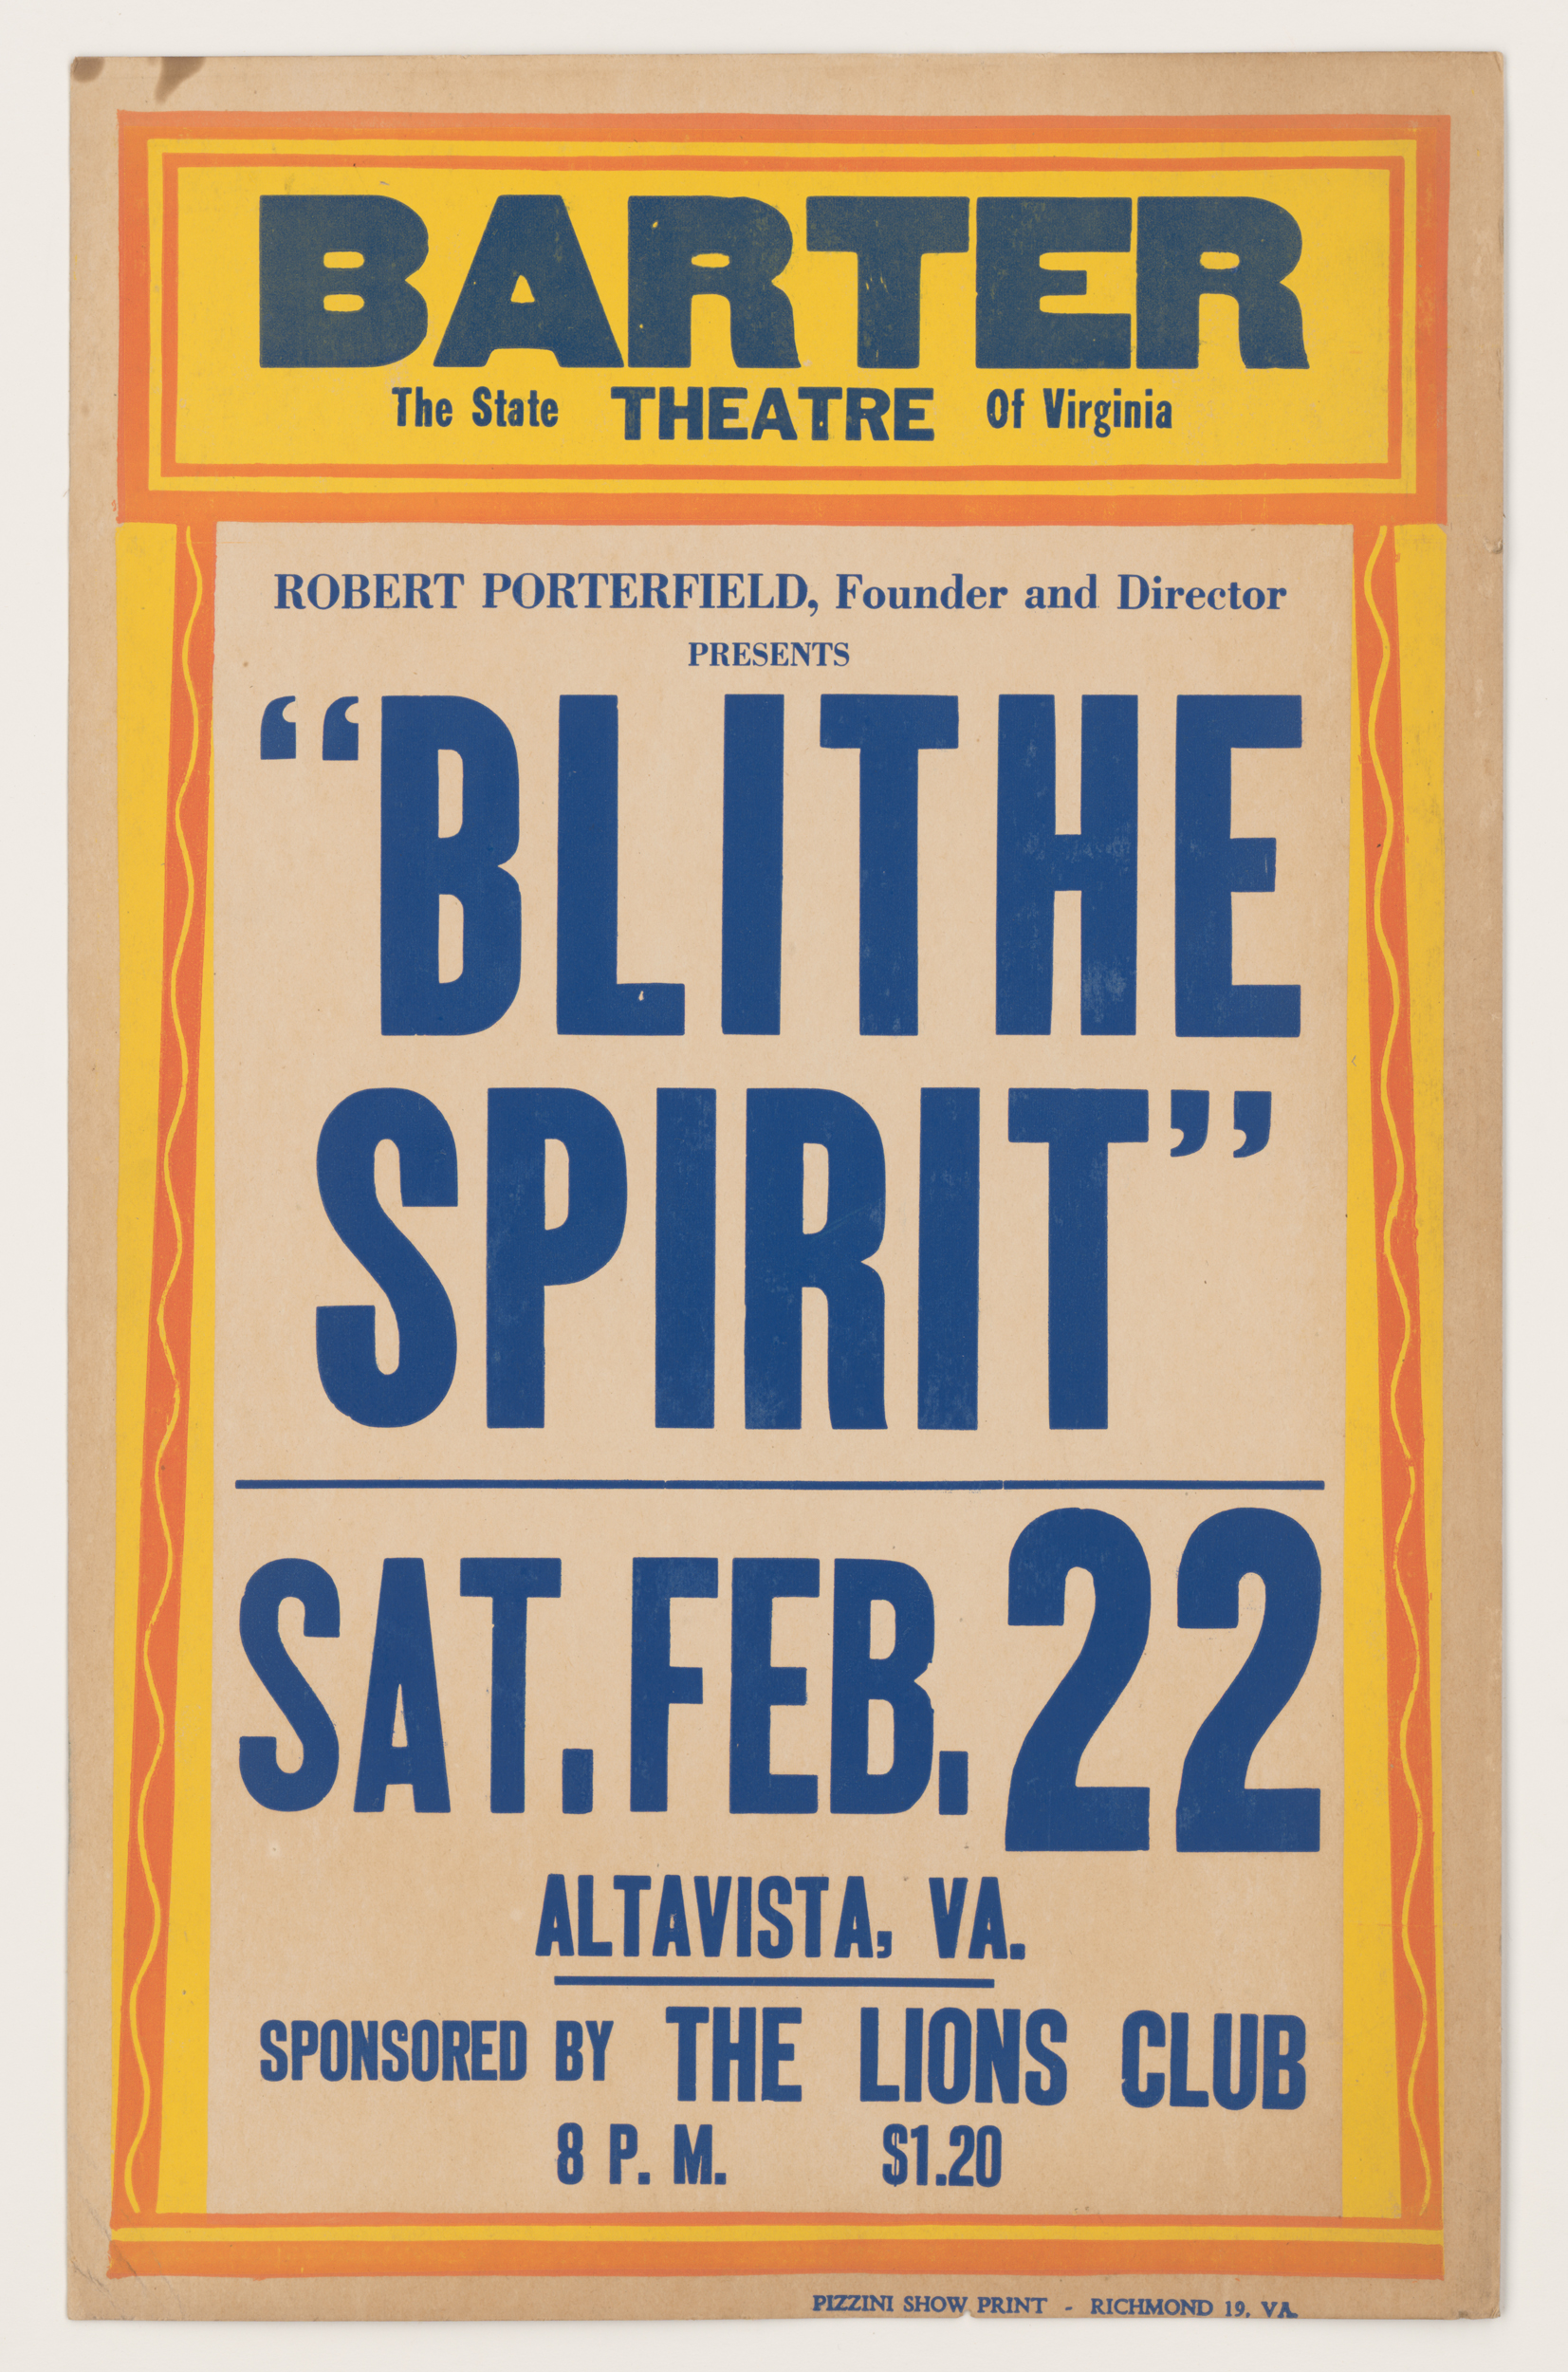 BARTER
The State THEATRE Of Virginia
ROBERT PORTERFIELD, Founder and Director
PRESENTS
“BLITHE
SPIRIT”
SAT. FEB. 22
ALTAVISTA, VA.
SPONSORED BY THE LIONS CLUB
8 P. M. $1.20
PIZZINI SHOW PRINT - RICHMOND 19, VA.